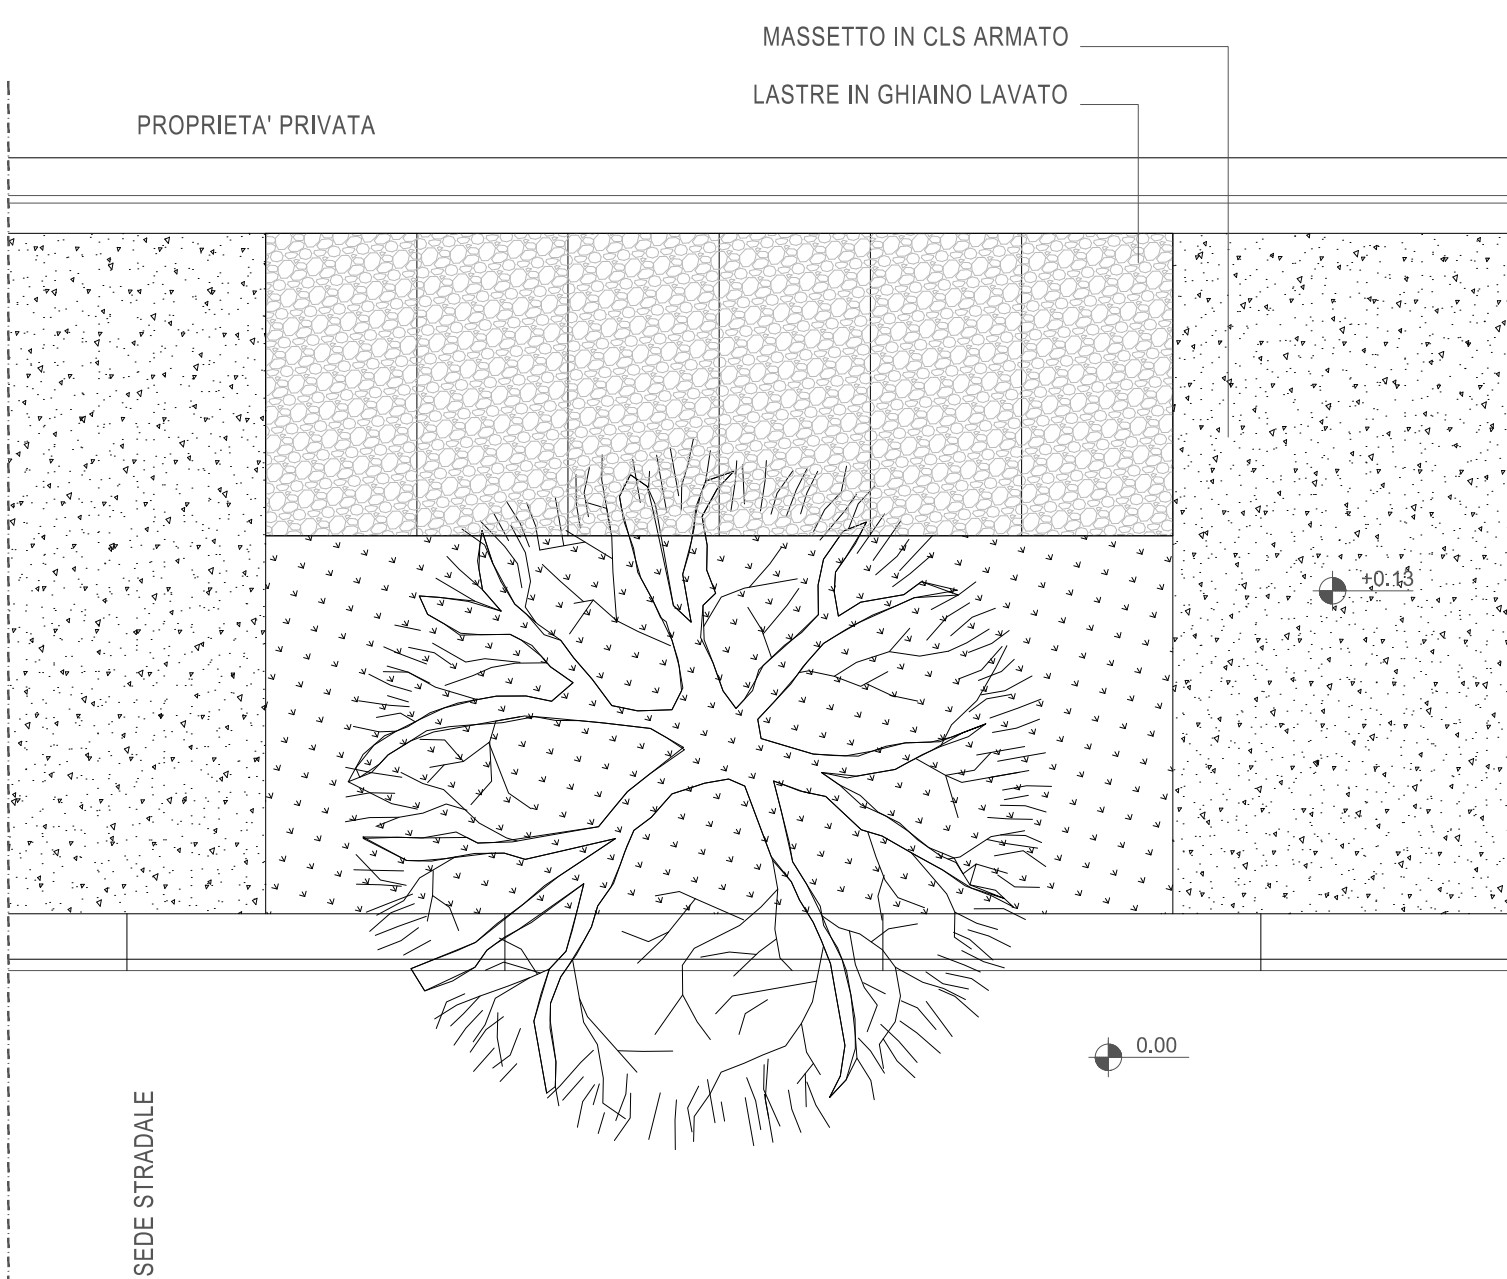 MASSETTO IN CLS ARMATO
LASTRE IN GHIAINO LAVATO
PROPRIETA' PRIVATA
+0.13
0.00
SEDE STRADALE